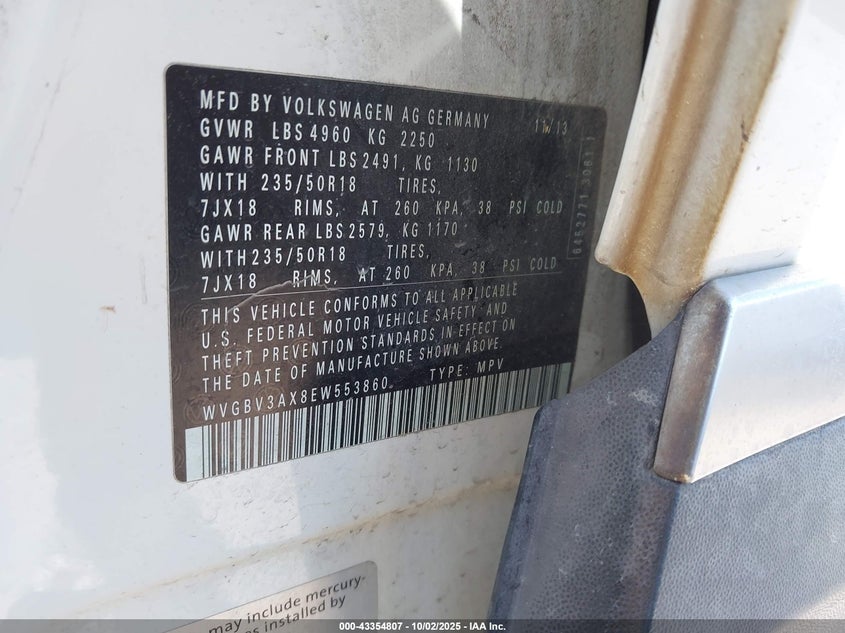 MFD BY VOLKSWAGEN AG GERMANY 11/13
GVWR LBS 4960 KG 2250
GAWR FRONT LBS 2491, KG 1130
WITH 235/50R18 TIRES,
7JX18 RIMS, AT 260 KPA, 38 PSI COLD
GAWR REAR LBS 2579, KG 1170
WITH 235/50R18 TIRES,
7JX18 RIMS, AT 260 KPA, 38 PSI COLD
THIS VEHICLE CONFORMS TO ALL APPLICABLE
U.S. FEDERAL MOTOR VEHICLE SAFETY, AND
THEFT PREVENTION STANDARDS IN EFFECT ON
THE DATE OF MANUFACTURE SHOWN ABOVE.
WVGBV3AX8EW553860 TYPE: MPV
may include mercury-
installed by
000-43354807 - 10/02/2025 - IAA Inc.